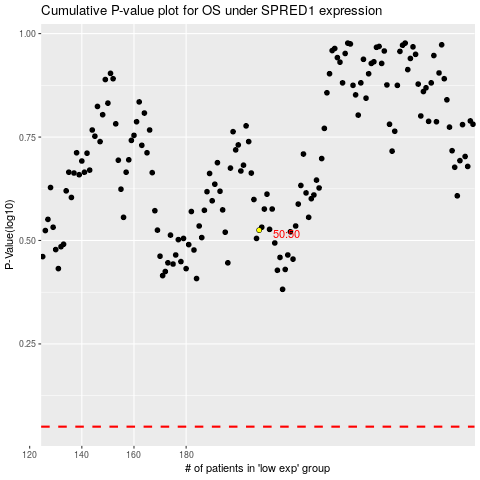 Cumulative P-value plot for OS under SPRED1 expression
1.00
0.75
0.50
0.25
P-Value(log10)
50:50
120 140 160 180
# of patients in 'low exp' group